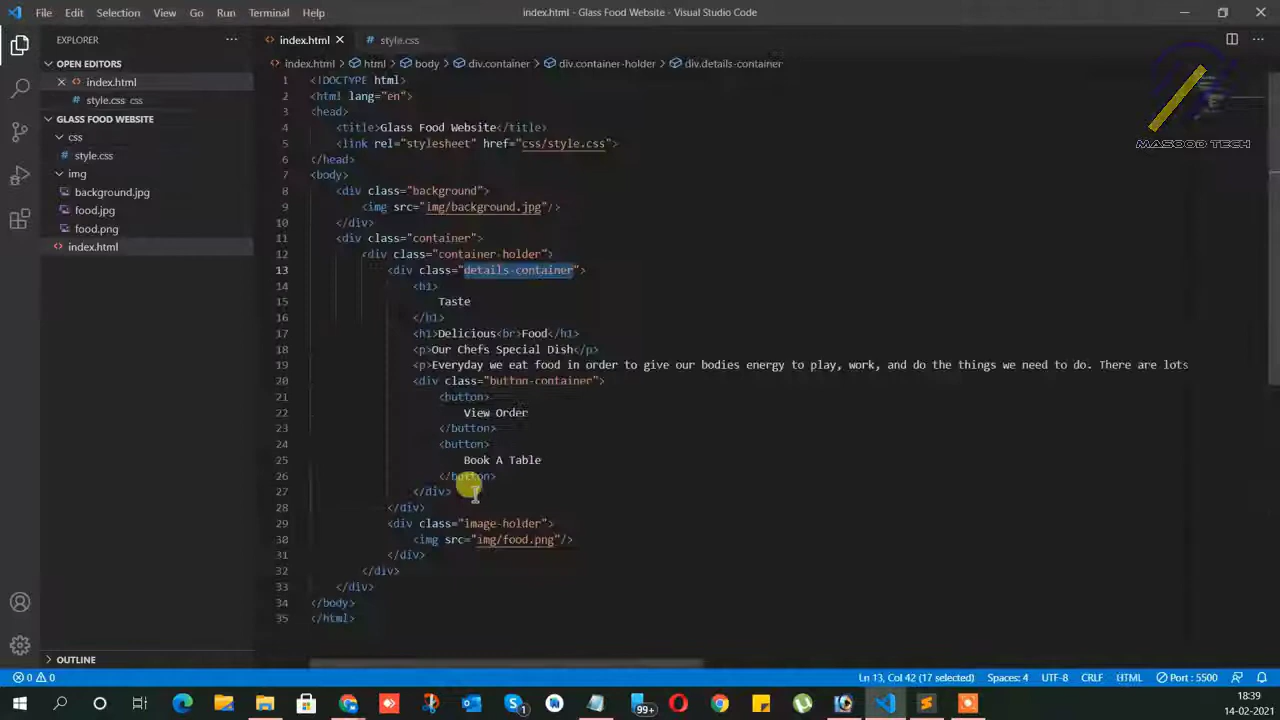 File Edit Selection View Go Run Terminal Help
index.html - Glass Food Website - Visual Studio Code
EXPLORER
OPEN EDITORS
index.html
style.css css
GLASS FOOD WEBSITE
css
style.css
img
background.jpg
food.jpg
food.png
index.html
OUTLINE
index.html
style.css
index.html > html > body > div.container > div.container-holder > div.details-container
1 <!DOCTYPE html>
2 <html lang="en">
3 <head>
4 <title>Glass Food Website</title>
5 <link rel="stylesheet" href="css/style.css">
6 </head>
7 <body>
8 <div class="background">
9 <img src="img/background.jpg"/>
10 </div>
11 <div class="container">
12 <div class="container-holder">
13 <div class="details-container">
14 <h1>
15 Taste
16 </h1>
17 <h1>Delicious<br>Food</h1>
18 <p>Our Chefs Special Dish</p>
19 <p>Everyday we eat food in order to give our bodies energy to play, work, and do the things we need to do. There are lots
20 <div class="button-container">
21 <button>
22 View Order
23 </button>
24 <button>
25 Book A Table
26 </button>
27 </div>
28 </div>
29 <div class="image-holder">
30 <img src="img/food.png"/>
31 </div>
32 </div>
33 </div>
34 </body>
35 </html>
MASOOD TECH
0 0
Ln 13, Col 42 (17 selected) Spaces: 4 UTF-8 CRLF HTML Port : 5500
1
99+
18:39
14-02-2021